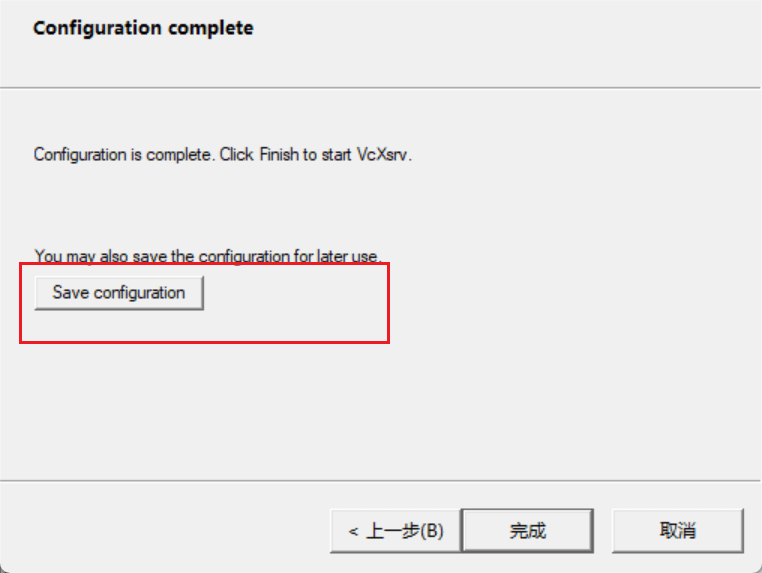 Configuration complete
Configuration is complete. Click Finish to start VcXsrv.
You may also save the configuration for later use.
Save configuration
< 上一步(B)
完成
取消